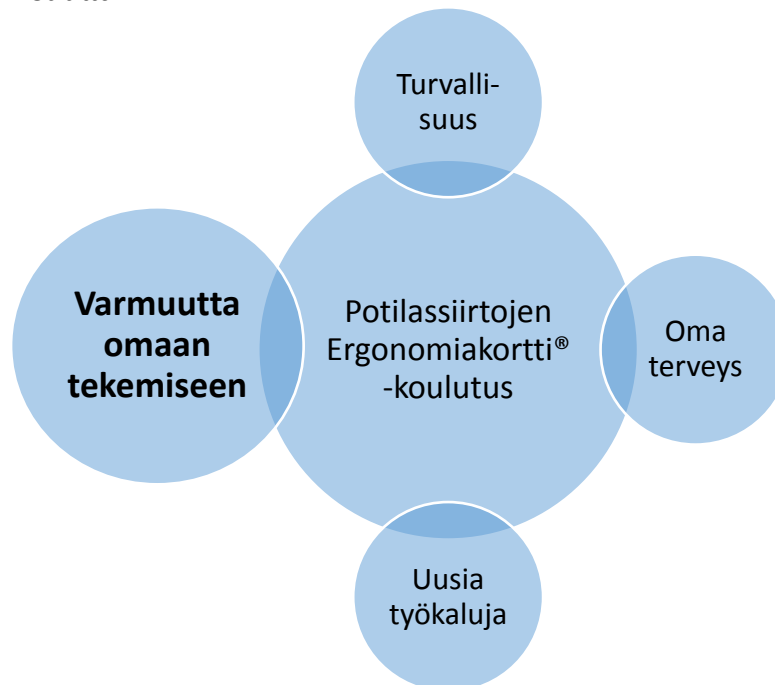 Turvalli-
suus
Varmuutta
omaan
tekemiseen
Potilassiirtojen
Ergonomiakortti®
-koulutus
Oma
terveys
Uusia
työkaluja